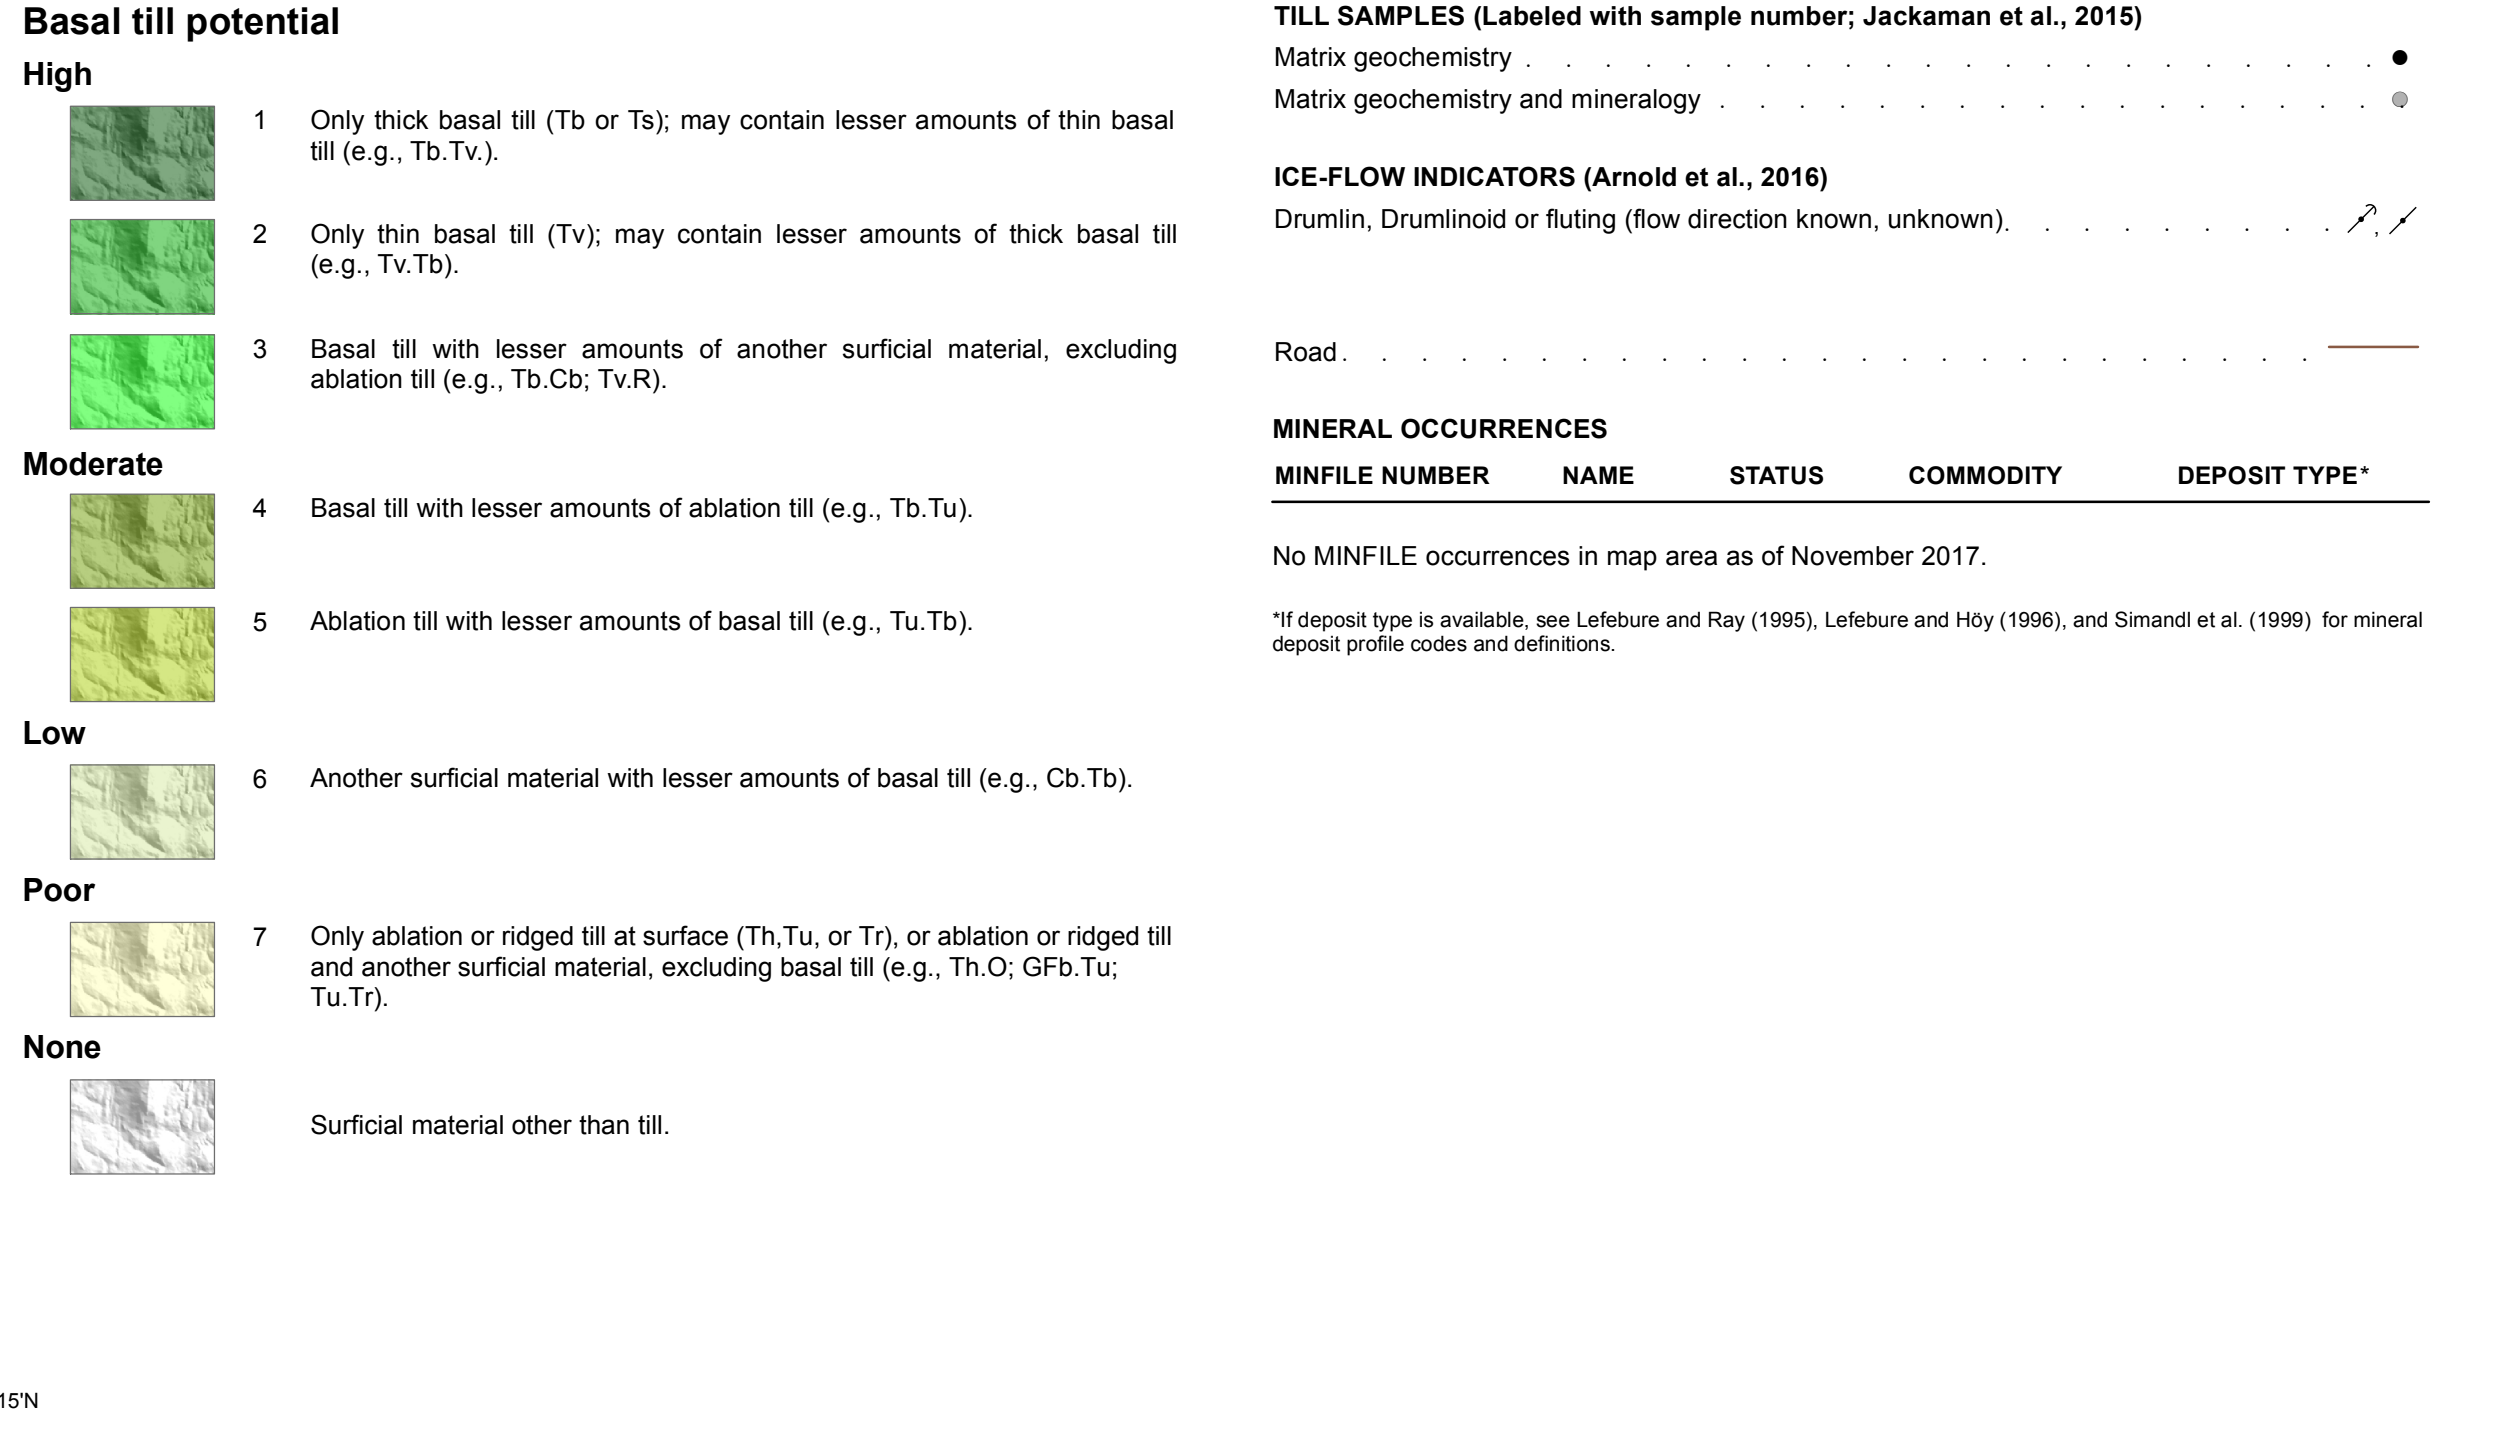 Basal till potential
High
1 Only thick basal till (Tb or Ts); may contain lesser amounts of thin basal
till (e.g., Tb.Tv.).
2 Only thin basal till (Tv); may contain lesser amounts of thick basal till
(e.g., Tv.Tb).
3 Basal till with lesser amounts of another surficial material, excluding
ablation till (e.g., Tb.Cb; Tv.R).
Moderate
4 Basal till with lesser amounts of ablation till (e.g., Tb.Tu).
5 Ablation till with lesser amounts of basal till (e.g., Tu.Tb).
Low
6 Another surficial material with lesser amounts of basal till (e.g., Cb.Tb).
Poor
7 Only ablation or ridged till at surface (Th,Tu, or Tr), or ablation or ridged till
and another surficial material, excluding basal till (e.g., Th.O; GFb.Tu;
Tu.Tr).
None
Surficial material other than till.
15'N
TILL SAMPLES (Labeled with sample number; Jackaman et al., 2015)
Matrix geochemistry . . . . . . . . . . . . . . . . . . . . . .
Matrix geochemistry and mineralogy . . . . . . . . . . . . . . . . . .
ICE-FLOW INDICATORS (Arnold et al., 2016)
Drumlin, Drumlinoid or fluting (flow direction known, unknown). . . . . . . . . ,
Road . . . . . . . . . . . . . . . . . . . . . . . . .
MINERAL OCCURRENCES
MINFILE NUMBER NAME STATUS COMMODITY DEPOSIT TYPE*
No MINFILE occurrences in map area as of November 2017.
*If deposit type is available, see Lefebure and Ray (1995), Lefebure and Höy (1996), and Simandl et al. (1999) for mineral
deposit profile codes and definitions.